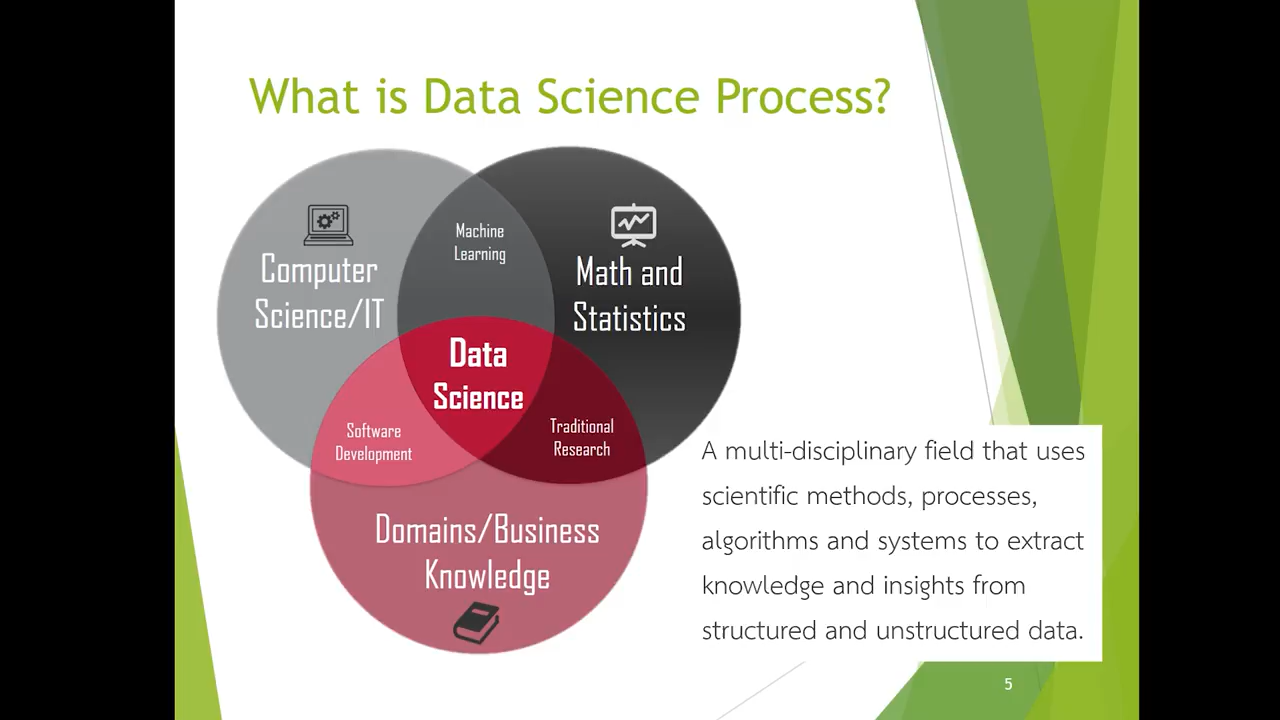 What is Data Science Process?
Machine
Learning
Computer
Science/IT
Math and
Statistics
Data
Science
Software
Development
Traditional
Research
Domains/Business
Knowledge
A multi-disciplinary field that uses
scientific methods, processes,
algorithms and systems to extract
knowledge and insights from
structured and unstructured data.
5